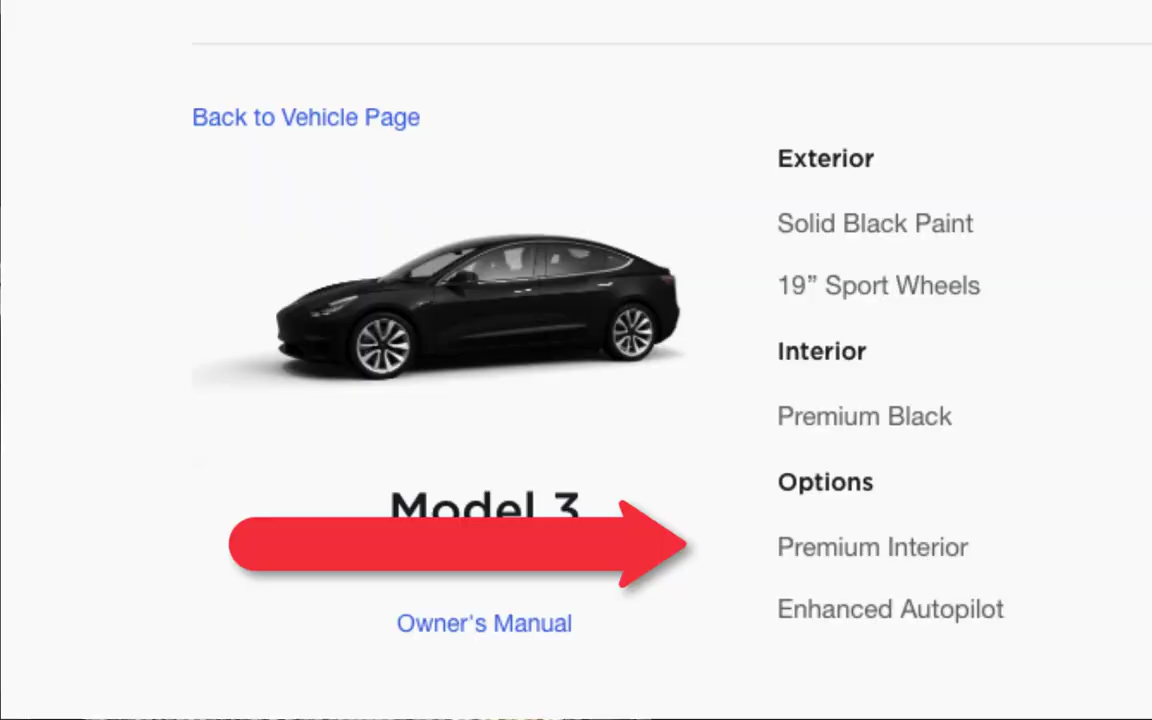 Back to Vehicle Page
Exterior
Solid Black Paint
19” Sport Wheels
Interior
Premium Black
Options
Model 3
Premium Interior
Enhanced Autopilot
Owner's Manual